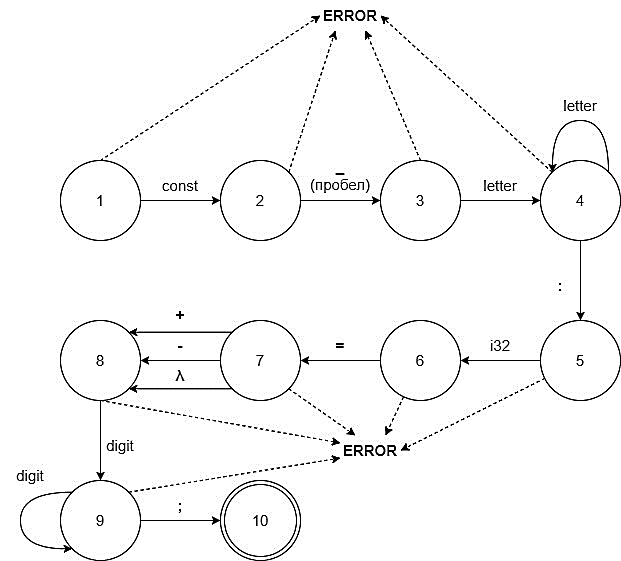 ERROR
letter
const
_
(пробел)
letter
1
2
3
4
:
+
-
λ
=
i32
8
7
6
5
digit
ERROR
digit
;
9
10